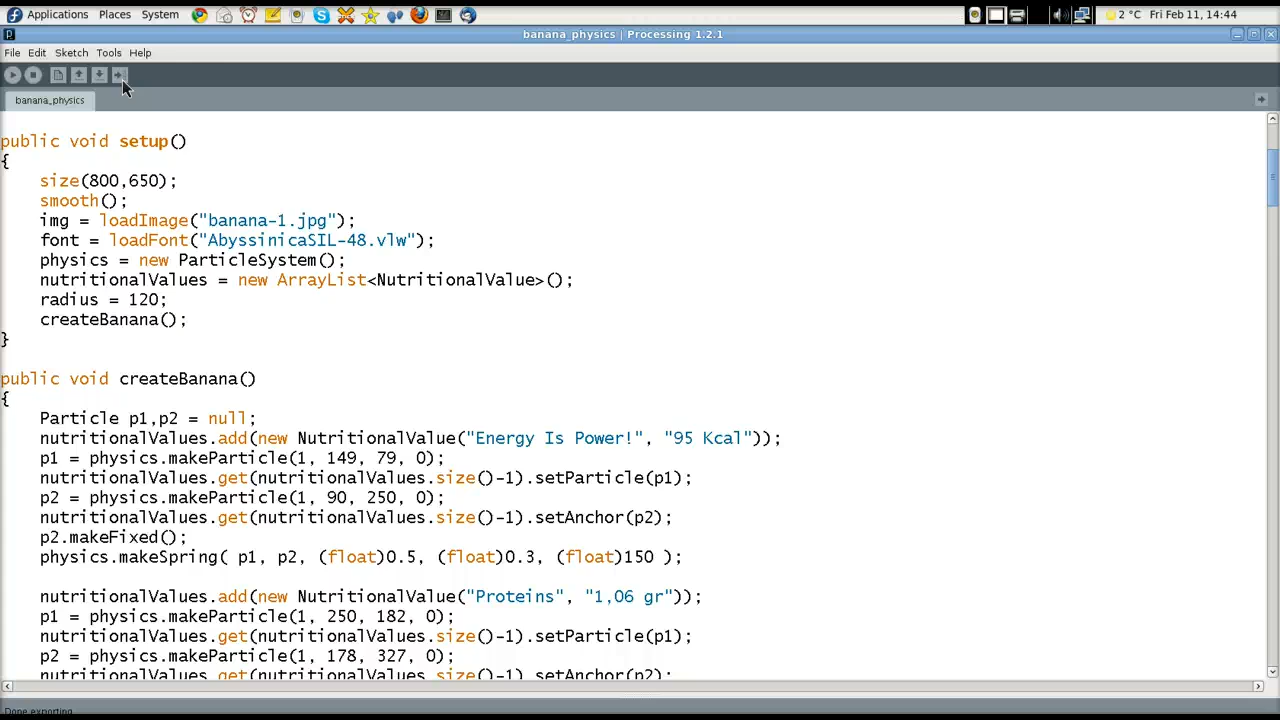 Applications Places System 2 °C Fri Feb 11, 14:44
banana_physics | Processing 1.2.1
File Edit Sketch Tools Help
banana_physics
public void setup()
{
size(800,650);
smooth();
img = loadImage("banana-1.jpg");
font = loadFont("AbyssinicaSIL-48.vlw");
physics = new ParticleSystem();
nutritionalValues = new ArrayList<NutritionalValue>();
radius = 120;
createBanana();
}
public void createBanana()
{
Particle p1,p2 = null;
nutritionalValues.add(new NutritionalValue("Energy Is Power!", "95 Kcal"));
p1 = physics.makeParticle(1, 149, 79, 0);
nutritionalValues.get(nutritionalValues.size()-1).setParticle(p1);
p2 = physics.makeParticle(1, 90, 250, 0);
nutritionalValues.get(nutritionalValues.size()-1).setAnchor(p2);
p2.makeFixed();
physics.makeSpring( p1, p2, (float)0.5, (float)0.3, (float)150 );
nutritionalValues.add(new NutritionalValue("Proteins", "1,06 gr"));
p1 = physics.makeParticle(1, 250, 182, 0);
nutritionalValues.get(nutritionalValues.size()-1).setParticle(p1);
p2 = physics.makeParticle(1, 178, 327, 0);
nutritionalValues.get(nutritionalValues.size()-1).setAnchor(p2);
Done exporting.